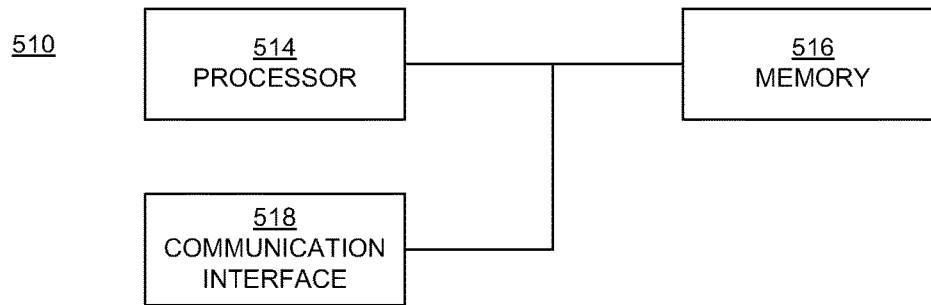 510
514
PROCESSOR
516
MEMORY
518
COMMUNICATION
INTERFACE